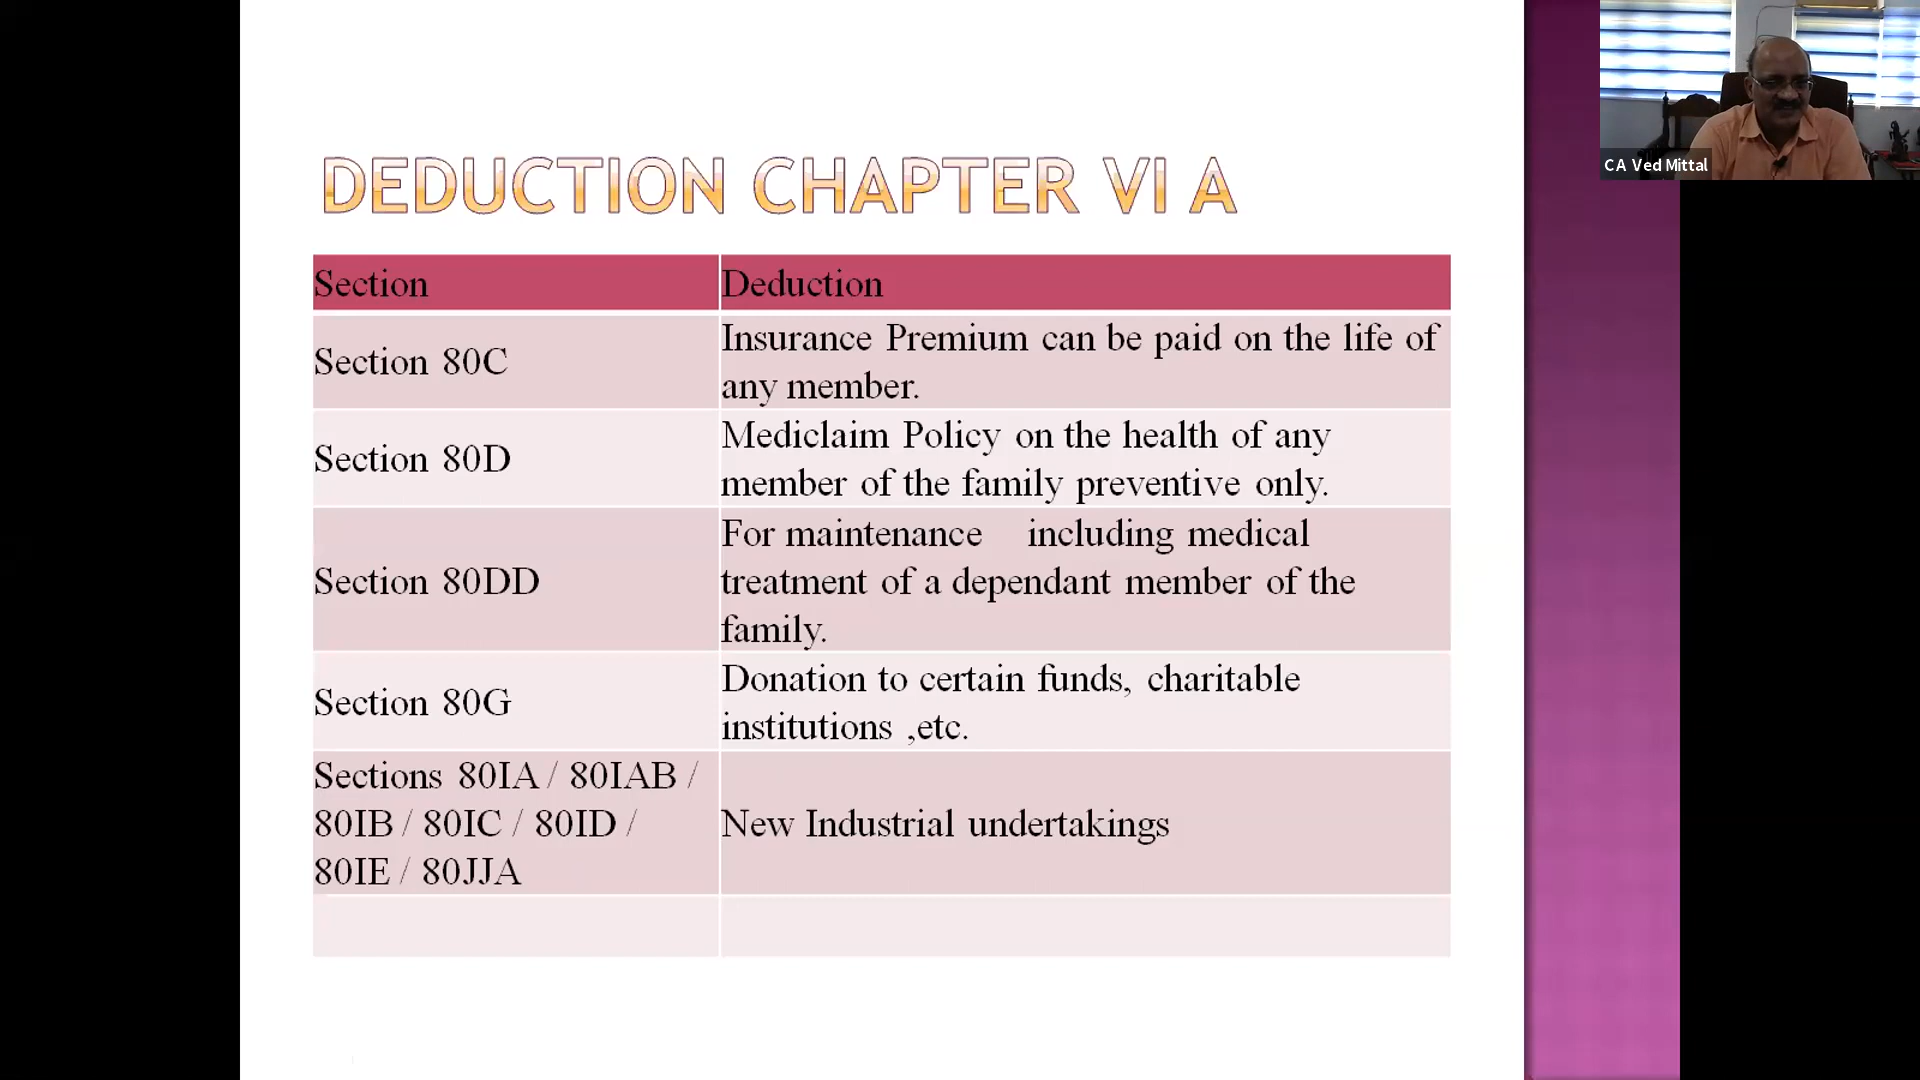 DEDUCTION CHAPTER VI A
Section
Deduction
Section 80C
Insurance Premium can be paid on the life of
any member.
Section 80D
Mediclaim Policy on the health of any
member of the family preventive only.
Section 80DD
For maintenance including medical
treatment of a dependant member of the
family.
Section 80G
Donation to certain funds, charitable
institutions ,etc.
Sections 80IA / 80IAB /
80IB / 80IC / 80ID /
80IE / 80JJA
New Industrial undertakings
CA Ved Mittal